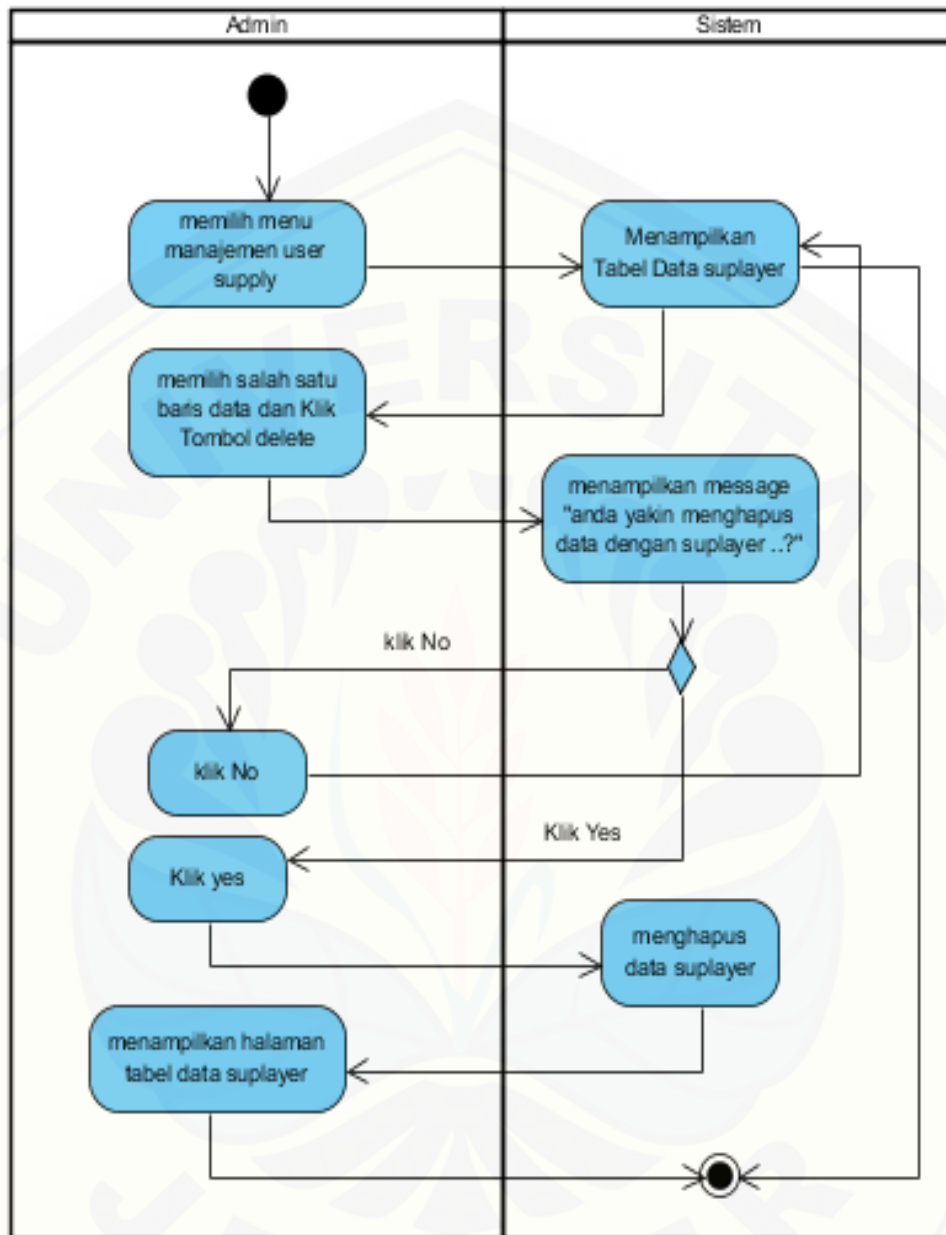 Admin
Sistem
memilih menu
manajemen user
supply
Menampilkan
Tabel Data suplayer
memilih salah satu
baris data dan Klik
Tombol delete
menampilkan message
"anda yakin menghapus
data dengan suplayer ..?"
klik No
klik No
Klik Yes
Klik yes
menghapus
data suplayer
menampilkan halaman
tabel data suplayer
UNIVERSITAS